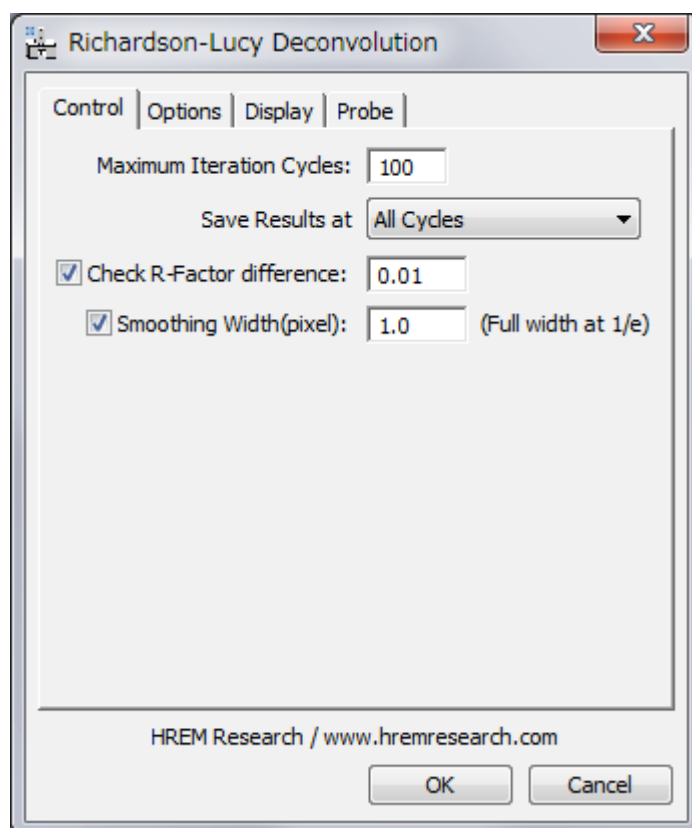 Richardson-Lucy Deconvolution
Control Options Display Probe
Maximum Iteration Cycles: 100
Save Results at All Cycles
Check R-Factor difference: 0.01
Smoothing Width(pixel): 1.0 (Full width at 1/e)
HREM Research / www.hremresearch.com
OK Cancel